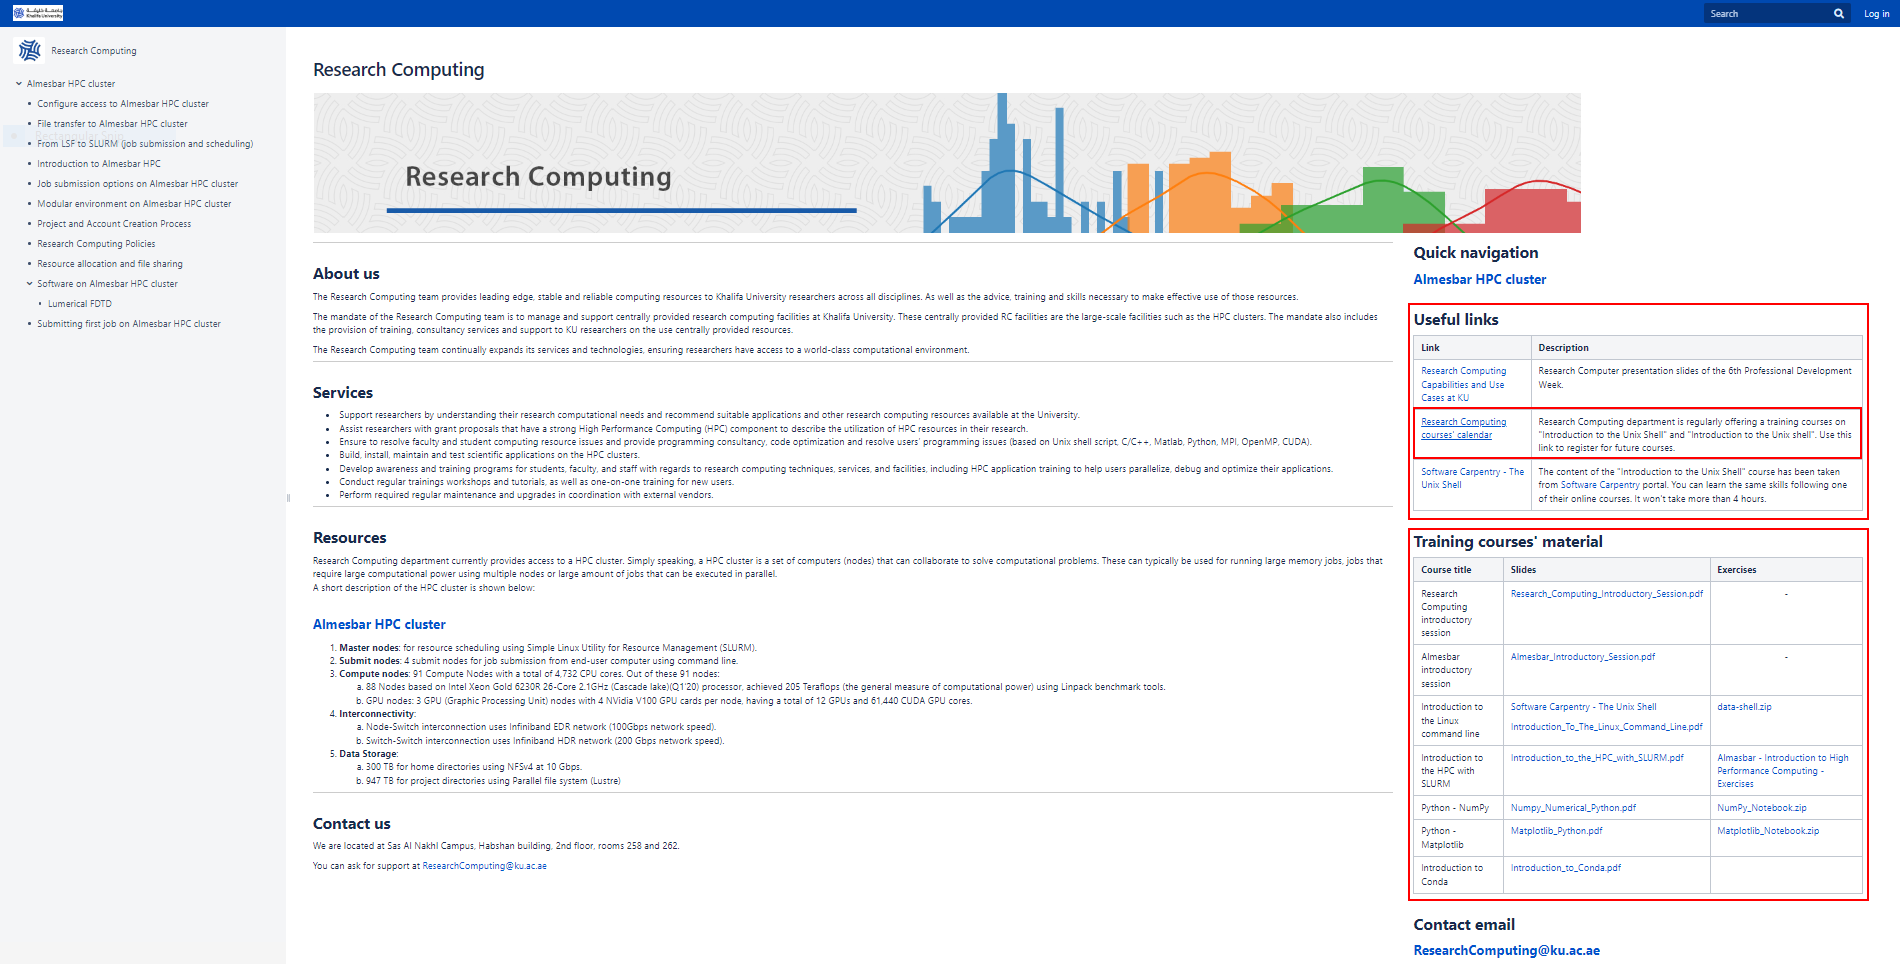 جامعة خليفة
Khalifa University
Search
Log in
Research Computing
Almesbar HPC cluster
Configure access to Almesbar HPC cluster
File transfer to Almesbar HPC cluster
From LSF to SLURM (job submission and scheduling)
Introduction to Almesbar HPC
Job submission options on Almesbar HPC cluster
Modular environment on Almesbar HPC cluster
Project and Account Creation Process
Research Computing Policies
Resource allocation and file sharing
Software on Almesbar HPC cluster
Lumerical FDTD
Submitting first job on Almesbar HPC cluster
Research Computing
Research Computing
About us
The Research Computing team provides leading edge, stable and reliable computing resources to Khalifa University researchers across all disciplines. As well as the advice, training and skills necessary to make effective use of those resources.
The mandate of the Research Computing team is to manage and support centrally provided research computing facilities at Khalifa University. These centrally provided RC facilities are the large-scale facilities such as the HPC clusters. The mandate also includes
the provision of training, consultancy services and support to KU researchers on the use centrally provided resources.
The Research Computing team continually expands its services and technologies, ensuring researchers have access to a world-class computational environment.
Services
• Support researchers by understanding their research computational needs and recommend suitable applications and other research computing resources available at the University.
• Assist researchers with grant proposals that have a strong High Performance Computing (HPC) component to describe the utilization of HPC resources in their research.
• Ensure to resolve faculty and student computing resource issues and provide programming consultancy, code optimization and resolve users' programming issues (based on Unix shell script, C/C++, Matlab, Python, MPI, OpenMP, CUDA).
• Build, install, maintain and test scientific applications on the HPC clusters.
• Develop awareness and training programs for students, faculty, and staff with regards to research computing techniques, services, and facilities, including HPC application training to help users parallelize, debug and optimize their applications.
• Conduct regular trainings workshops and tutorials, as well as one-on-one training for new users.
• Perform required regular maintenance and upgrades in coordination with external vendors.
Resources
Research Computing department currently provides access to a HPC cluster. Simply speaking, a HPC cluster is a set of computers (nodes) that can collaborate to solve computational problems. These can typically be used for running large memory jobs, jobs that
require large computational power using multiple nodes or large amount of jobs that can be executed in parallel.
A short description of the HPC cluster is shown below:
Almesbar HPC cluster
1. Master nodes: for resource scheduling using Simple Linux Utility for Resource Management (SLURM).
2. Submit nodes: 4 submit nodes for job submission from end-user computer using command line.
3. Compute nodes: 91 Compute Nodes with a total of 4,732 CPU cores. Out of these 91 nodes:
a. 88 Nodes based on Intel Xeon Gold 6230R 26-Core 2.1GHz (Cascade lake)(Q1'20) processor, achieved 205 Teraflops (the general measure of computational power) using Linpack benchmark tests.
b. GPU nodes: 3 GPU (Graphic Processing Unit) nodes with 4 NVidia V100 GPU cards per node, having a total of 12 GPUs and 61,440 CUDA GPU cores.
4. Interconnectivity:
a. Node-Switch interconnection uses Infiniband EDR network (100Gbps network speed).
b. Switch-Switch interconnection uses Infiniband HDR network (200 Gbps network speed).
5. Data Storage:
a. 300 TB for home directories using NFSv4 at 10 Gbps.
b. 947 TB for project directories using Parallel file system (Lustre)
Contact us
We are located at Sas Al Nakhl Campus, Habshan building, 2nd floor, rooms 258 and 262.
You can ask for support at ResearchComputing@ku.ac.ae
Quick navigation
Almesbar HPC cluster
Useful links
Link Description
Research Computing
Capabilities and Use
Cases at KU
Research Computer presentation slides of the 6th Professional Development
Week.
Research Computing
courses' calendar
Research Computing department is regularly offering a training courses on
"Introduction to the Unix Shell" and "Introduction to the Unix shell". Use this
link to register for future courses.
Software Carpentry - The
Unix Shell
The content of the "Introduction to the Unix Shell" course has been taken
from Software Carpentry portal. You can learn the same skills following one
of their online courses. It won't take more than 4 hours.
Training courses' material
Course title Slides Exercises
Research
Computing
introductory
session
Research_Computing_Introductory_Session.pdf
-
Almesbar
introductory
session
Almesbar_Introductory_Session.pdf
-
Introduction to
the Linux
command line
Software Carpentry - The Unix Shell
Introduction_To_The_Linux_Command_Line.pdf
data-shell.zip
Introduction to
the HPC with
SLURM
Introduction_to_the_HPC_with_SLURM.pdf
Almasbar - Introduction to High
Performance Computing -
Exercises
Python - NumPy Numpy_Numerical_Python.pdf NumPy_Notebook.zip
Python -
Matplotlib
Matplotlib_Python.pdf
Matplotlib_Notebook.zip
Introduction to
Conda
Introduction_to_Conda.pdf
Contact email
ResearchComputing@ku.ac.ae